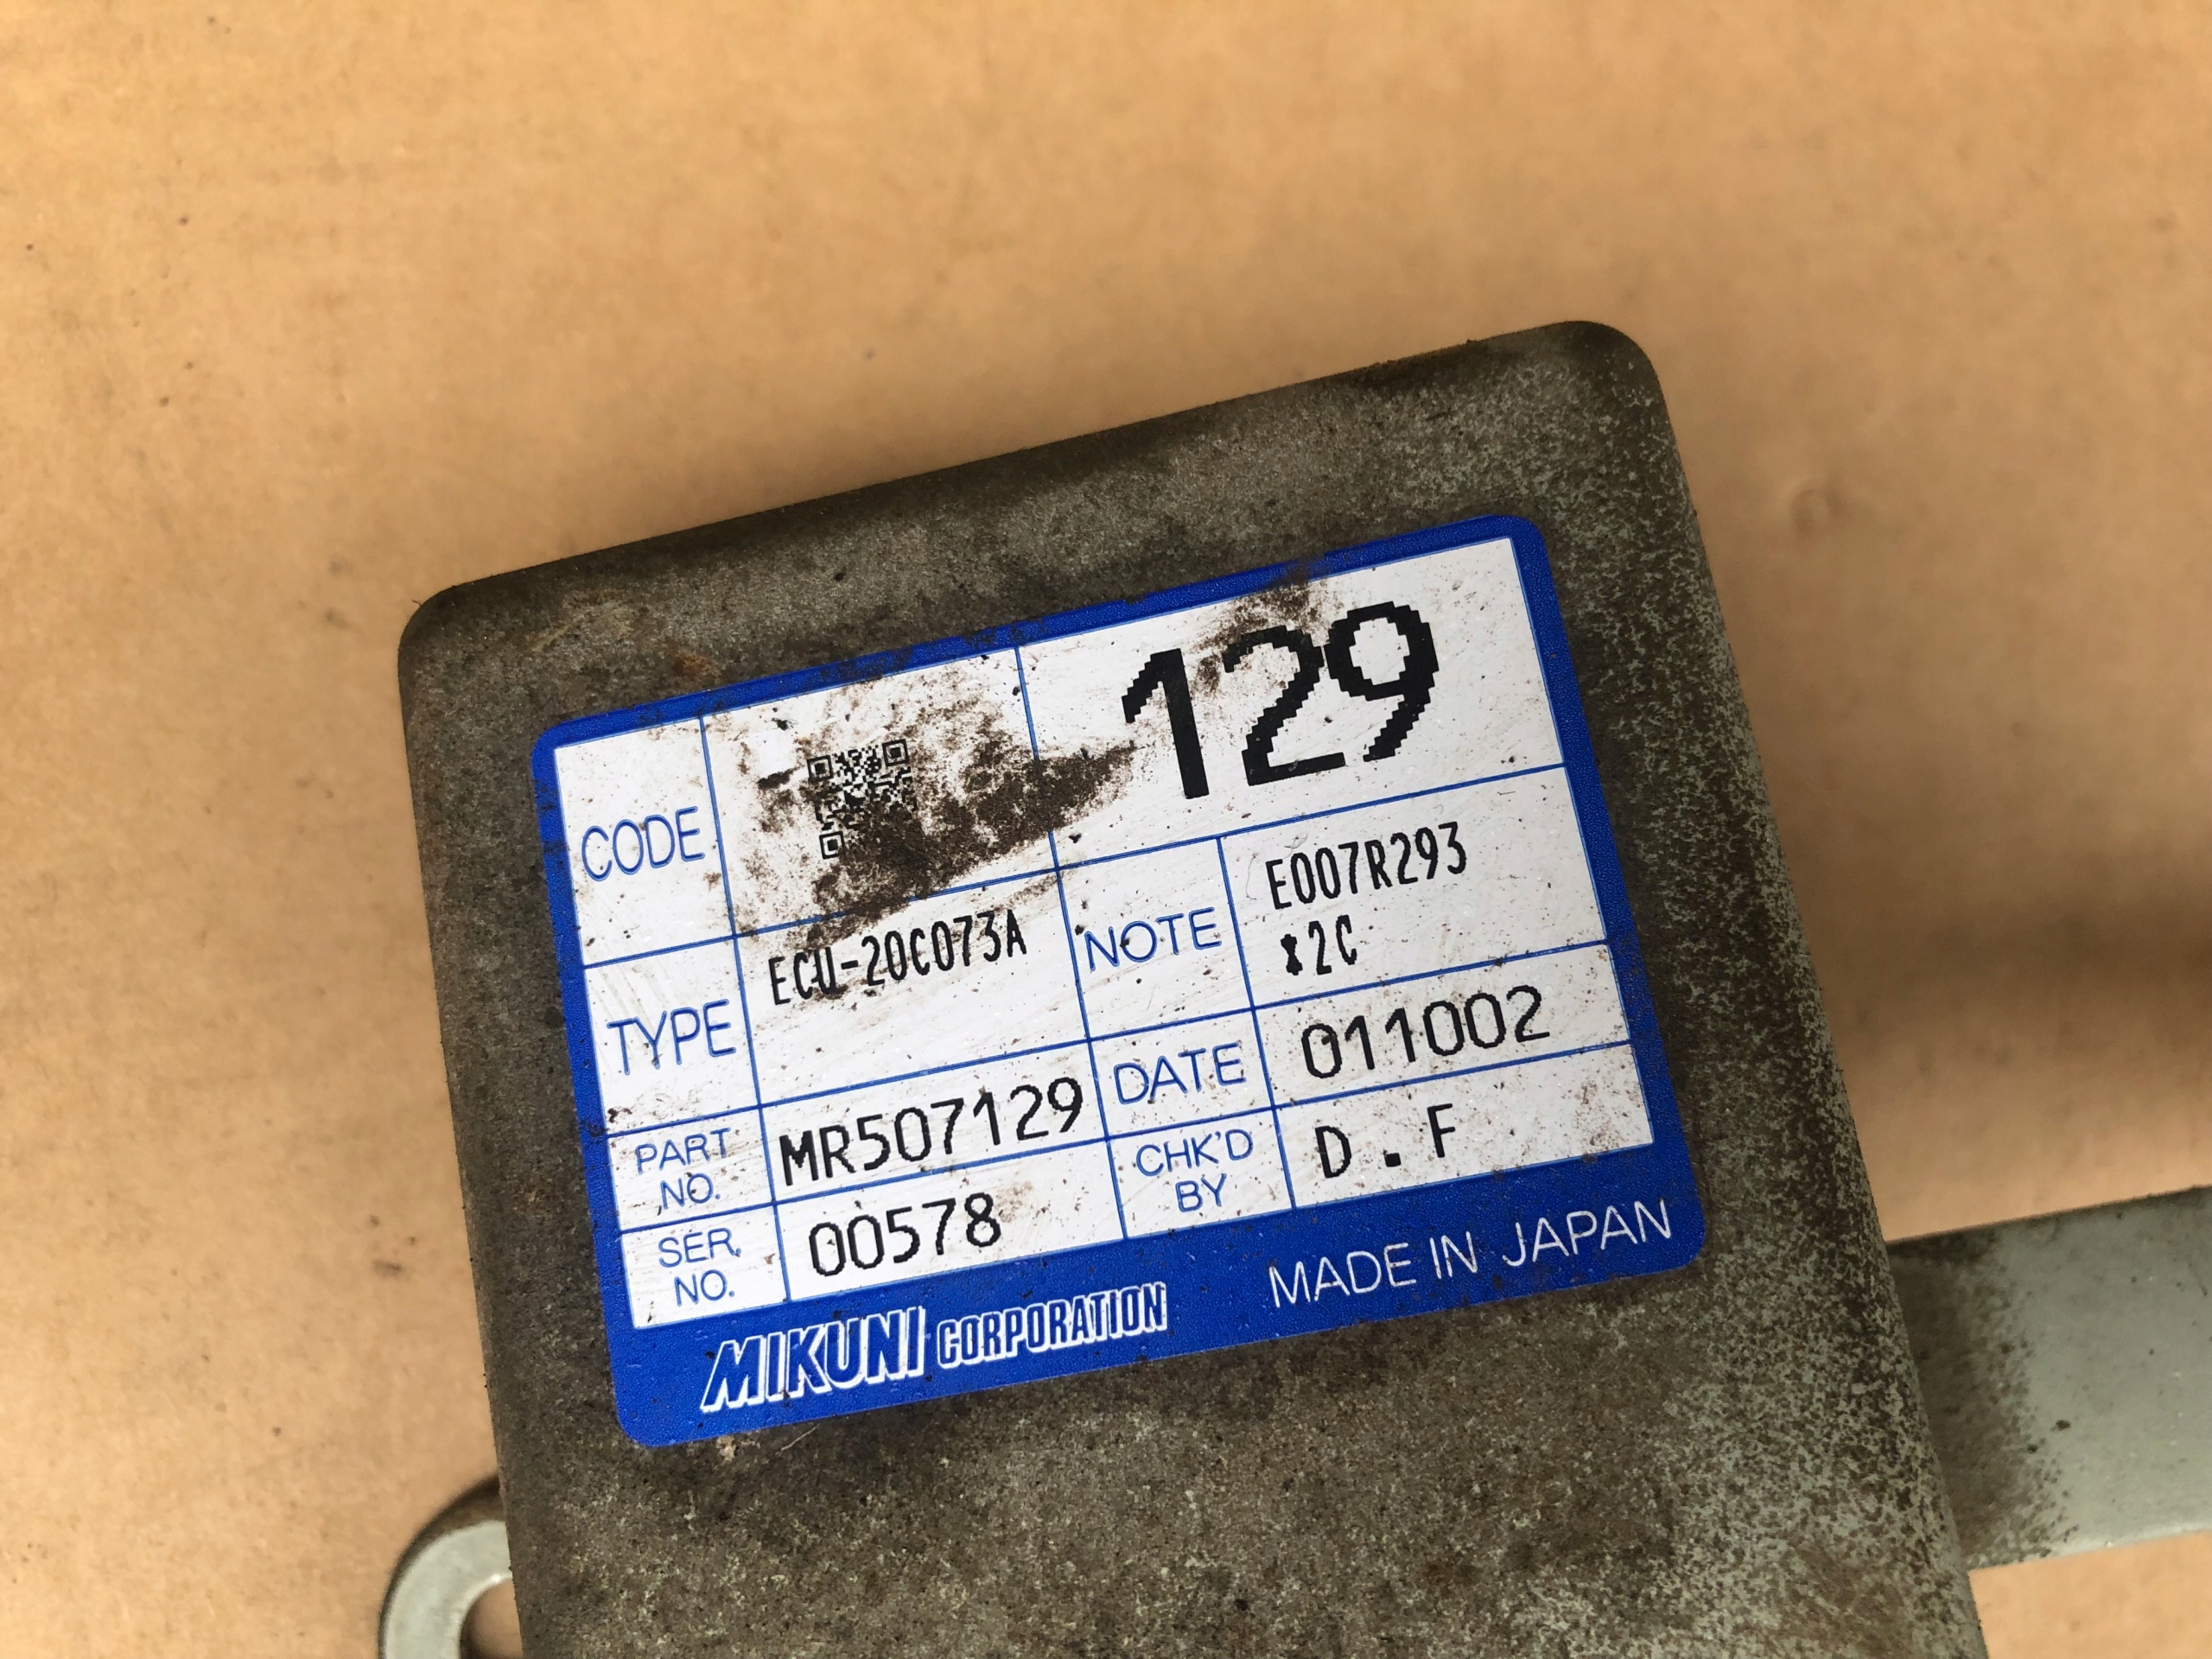 CODE
129
TYPE
ECU-20C073A
NOTE
E007R293
*2C
PART NO.
MR507129
DATE
011002
SER. NO.
00578
CHK'D BY
D.F
MIKUNI CORPORATION
MADE IN JAPAN